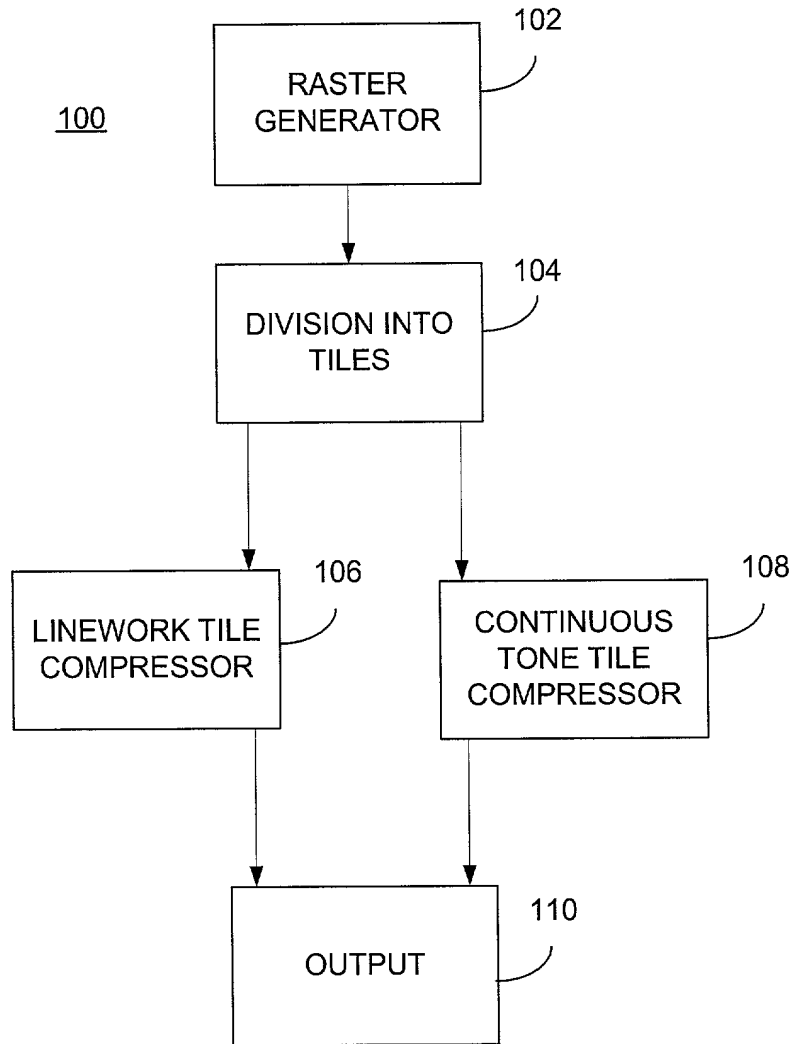 102
RASTER
GENERATOR
100
104
DIVISION INTO
TILES
106
LINEWORK TILE
COMPRESSOR
108
CONTINUOUS
TONE TILE
COMPRESSOR
110
OUTPUT